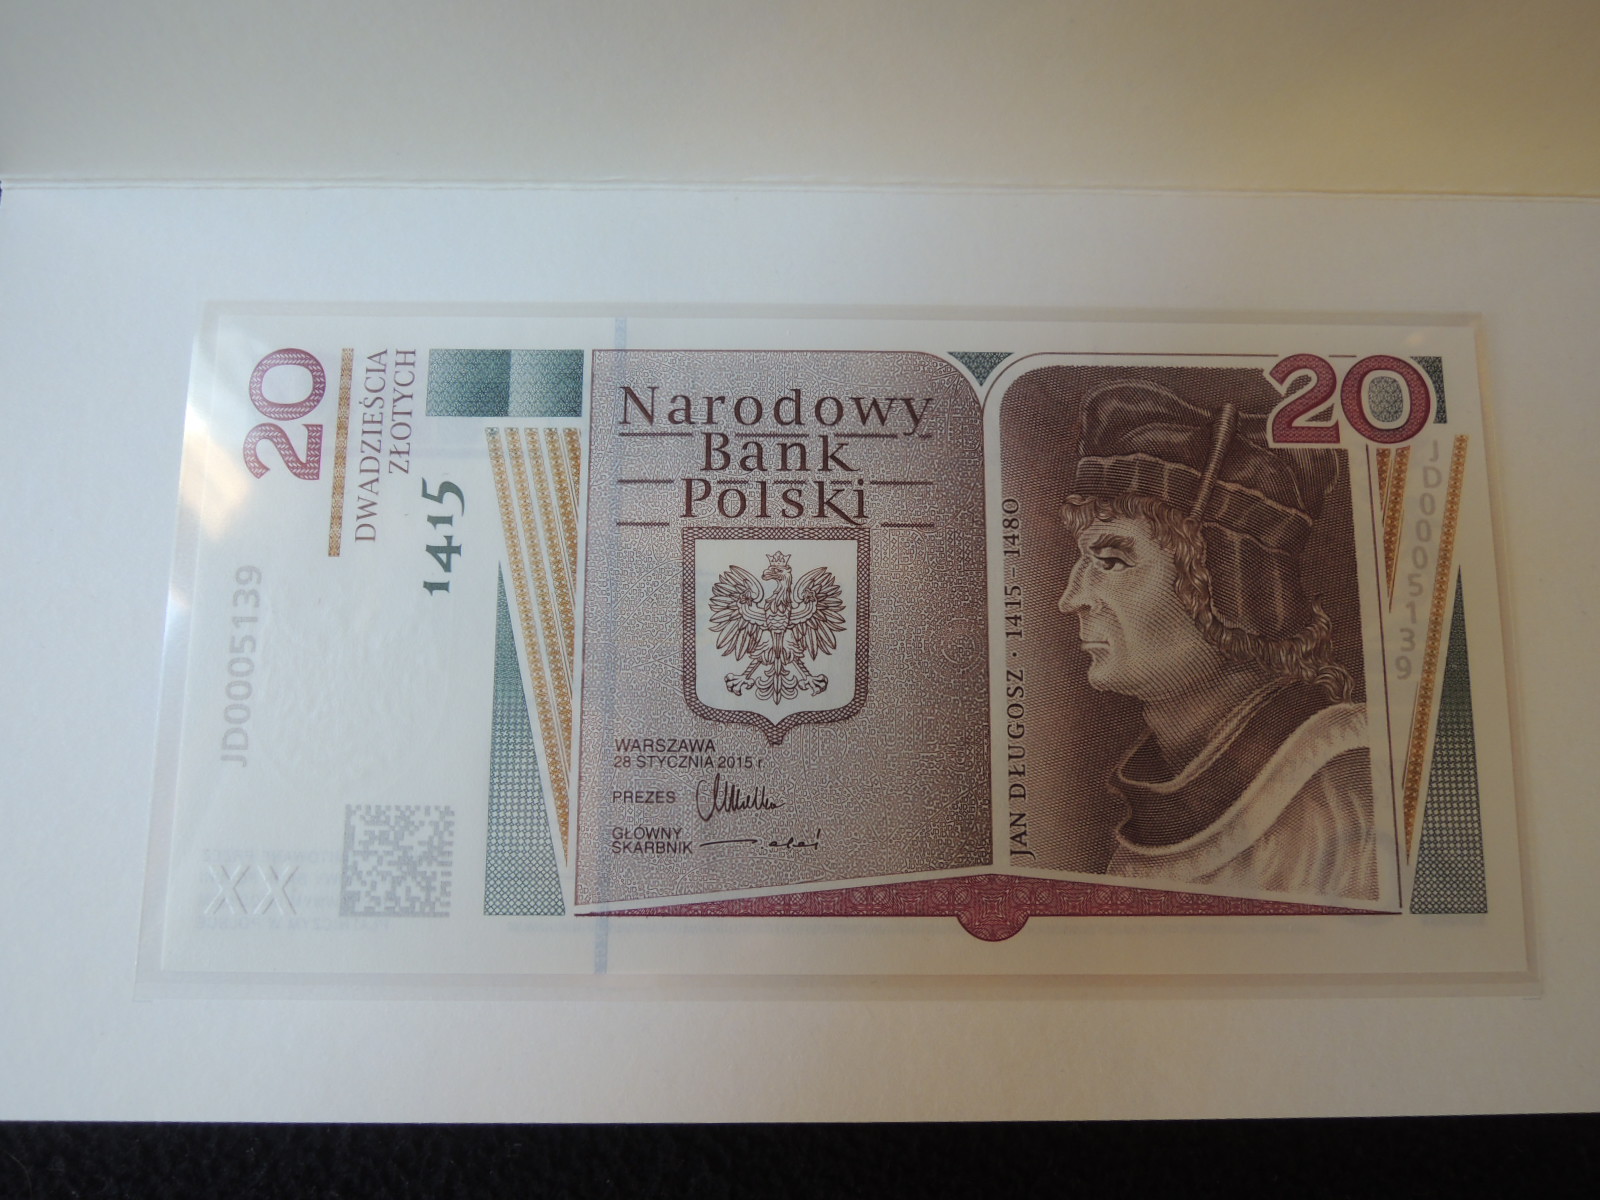 20
DWADZIEŚCIA
ZŁOTYCH
1415
JD0005139
XX
Narodowy
Bank
Polski
WARSZAWA
28 STYCZNIA 2015 r
PREZES
GŁÓWNY
SKARBNIK
JAN DŁUGOSZ · 1415 – 1480
20
JD0005139